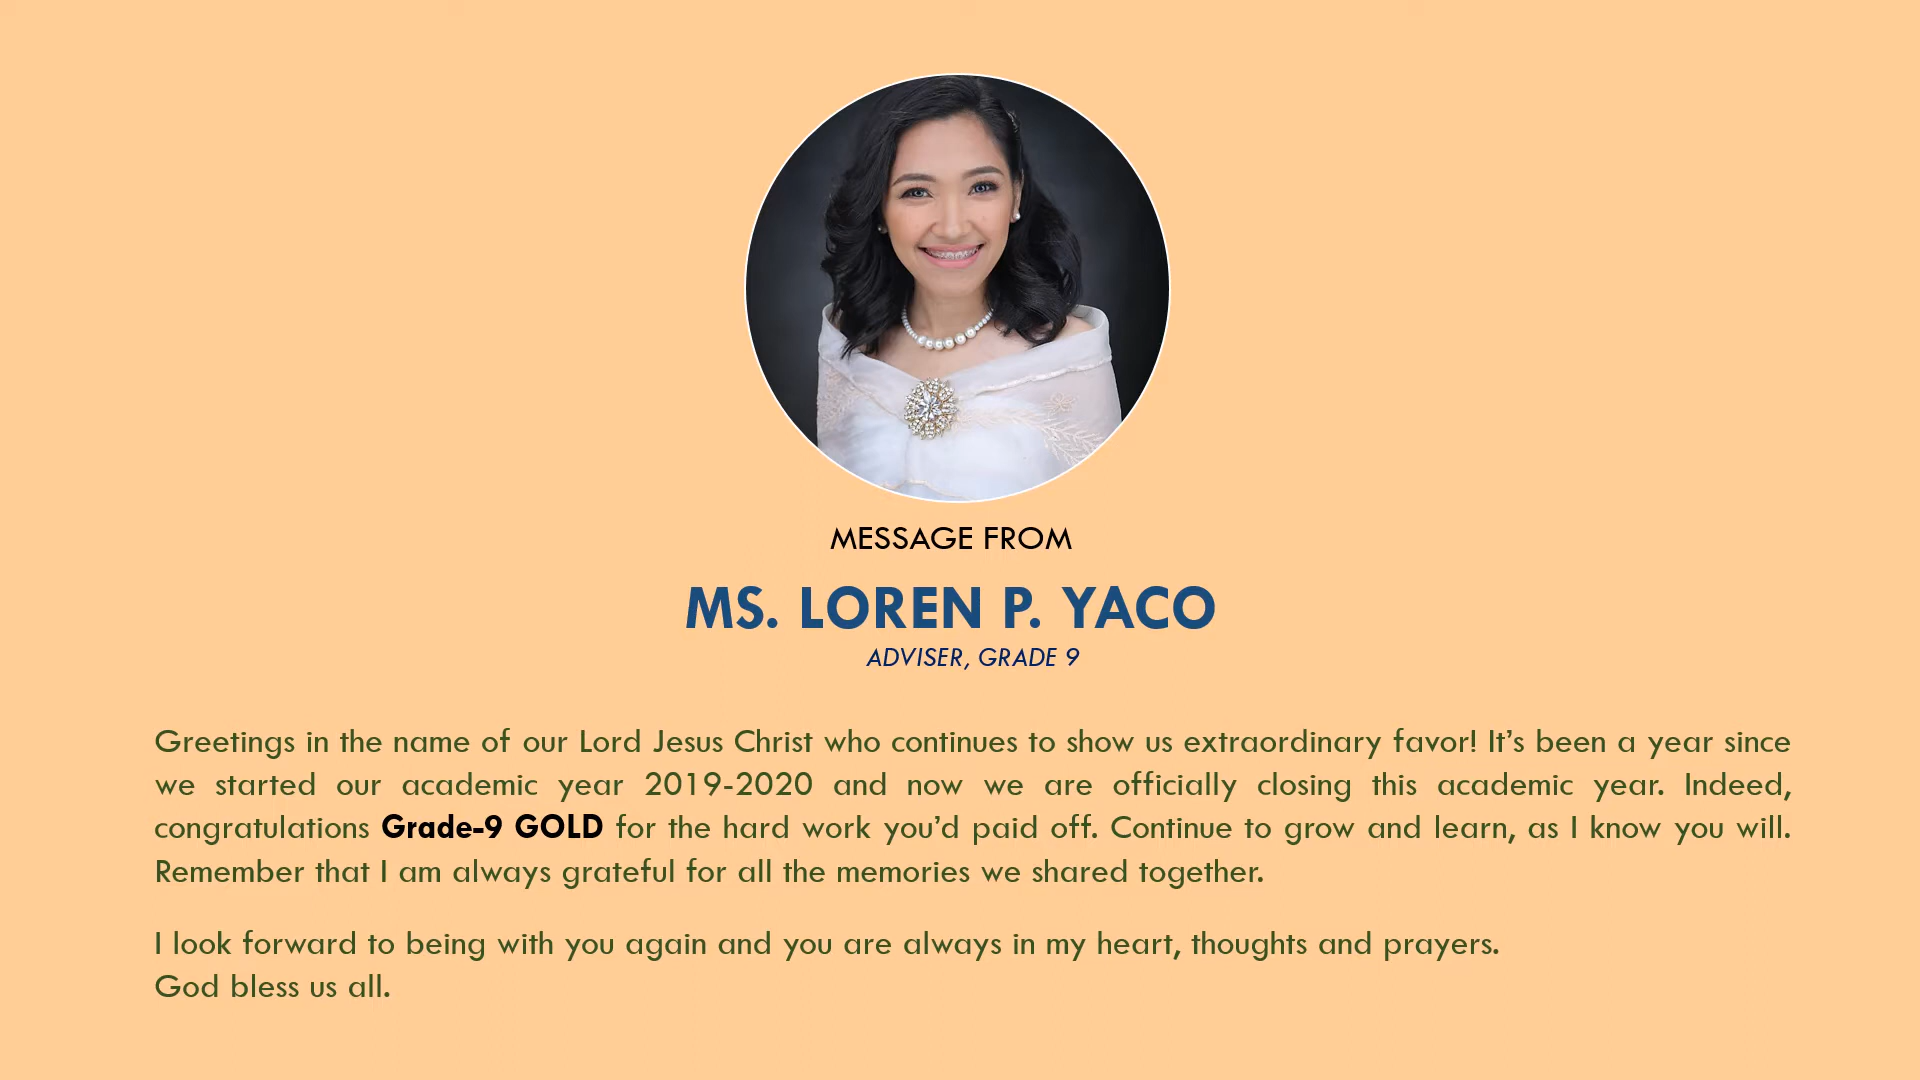 MESSAGE FROM
MS. LOREN P. YACO
ADVISER, GRADE 9
Greetings in the name of our Lord Jesus Christ who continues to show us extraordinary favor! It’s been a year since
we started our academic year 2019-2020 and now we are officially closing this academic year. Indeed,
congratulations Grade-9 GOLD for the hard work you’d paid off. Continue to grow and learn, as I know you will.
Remember that I am always grateful for all the memories we shared together.
I look forward to being with you again and you are always in my heart, thoughts and prayers.
God bless us all.